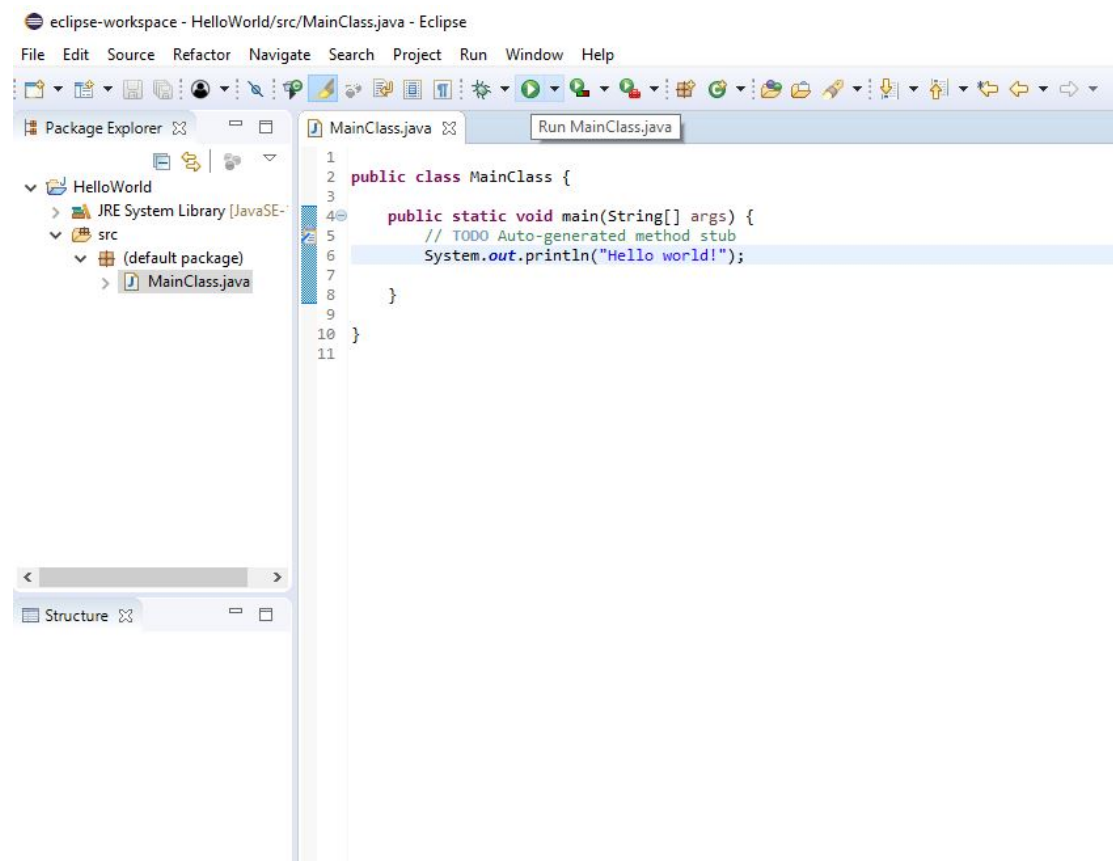 eclipse-workspace - HelloWorld/src/MainClass.java - Eclipse
File Edit Source Refactor Navigate Search Project Run Window Help
Package Explorer
MainClass.java
Run MainClass.java
HelloWorld
JRE System Library [JavaSE-
src
(default package)
MainClass.java
1
2 public class MainClass {
3
4 public static void main(String[] args) {
5 // TODO Auto-generated method stub
6 System.out.println("Hello world!");
7
8 }
9
10 }
11
Structure